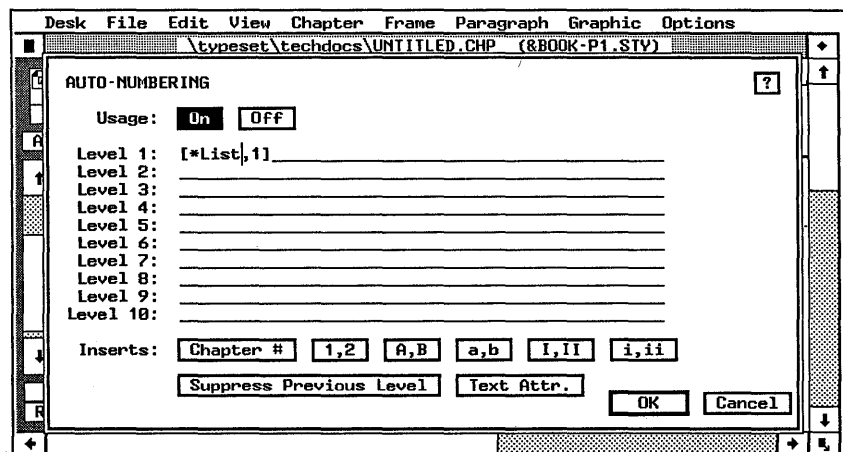 Desk File Edit View Chapter Frame Paragraph Graphic Options
\typeset\techdocs\UNTITLED.CHP (&BOOK-P1.STY)
AUTO-NUMBERING
?
Usage: On Off
Level 1: [*List,1]
Level 2:
Level 3:
Level 4:
Level 5:
Level 6:
Level 7:
Level 8:
Level 9:
Level 10:
Inserts: Chapter # 1,2 A,B a,b I,II i,ii
Suppress Previous Level Text Attr.
OK Cancel